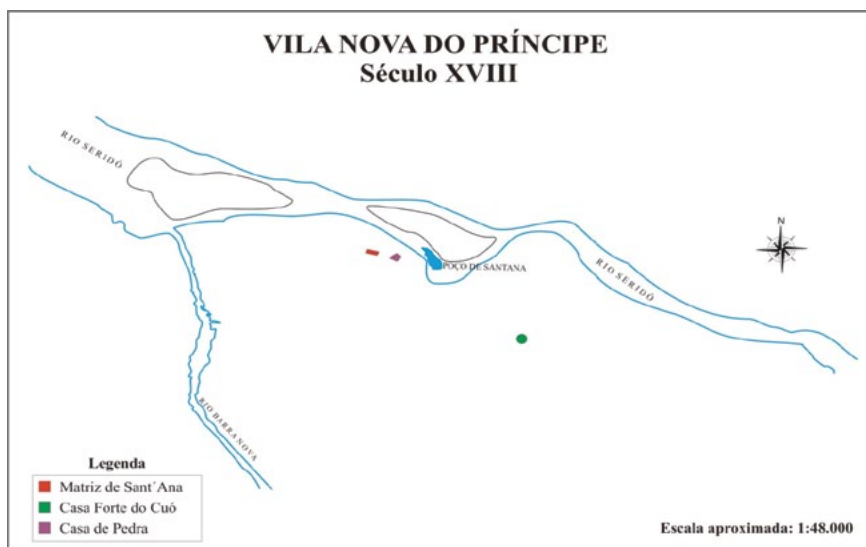 VILA NOVA DO PRÍNCIPE
Século XVIII
RIO SERIDÓ
N
POÇO DE SANTANA
RIO SERIDÓ
RIO BARRA NOVA
Legenda
Matriz de Sant´Ana
Casa Forte do Cuó
Casa de Pedra
Escala aproximada: 1:48.000